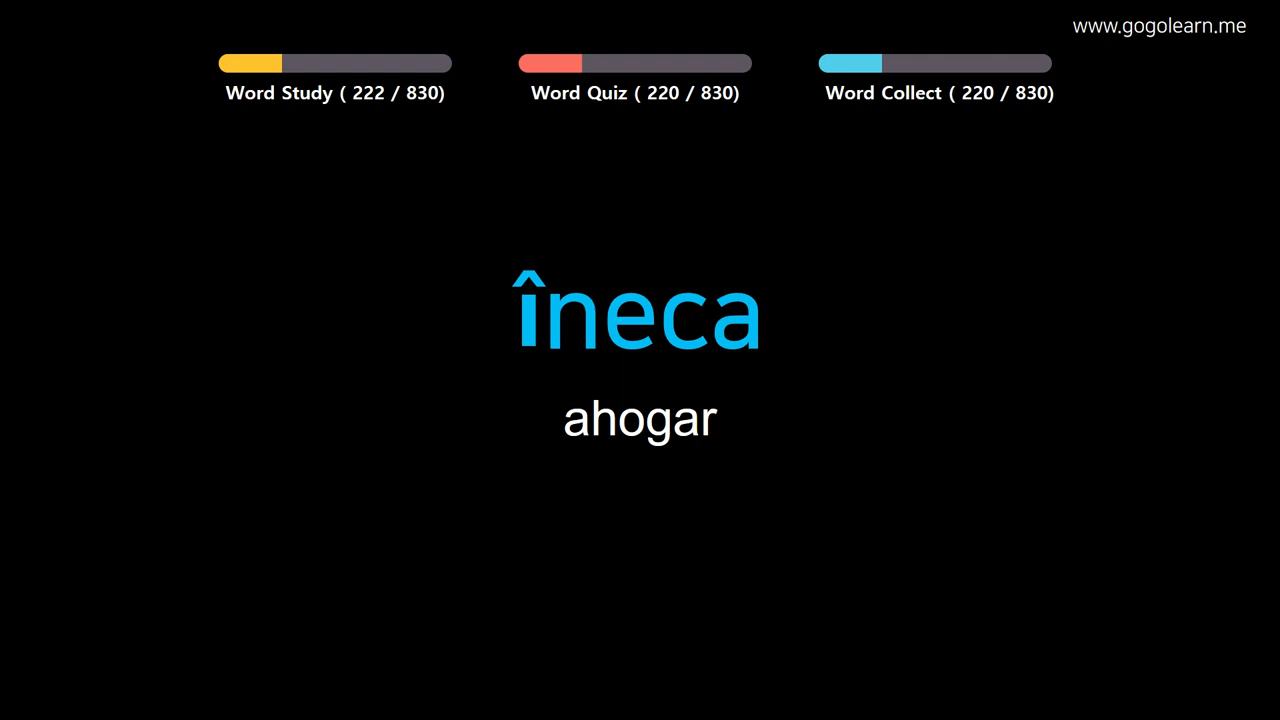 www.gogolearn.me
Word Study ( 222 / 830)
Word Quiz ( 220 / 830)
Word Collect ( 220 / 830)
îneca
ahogar